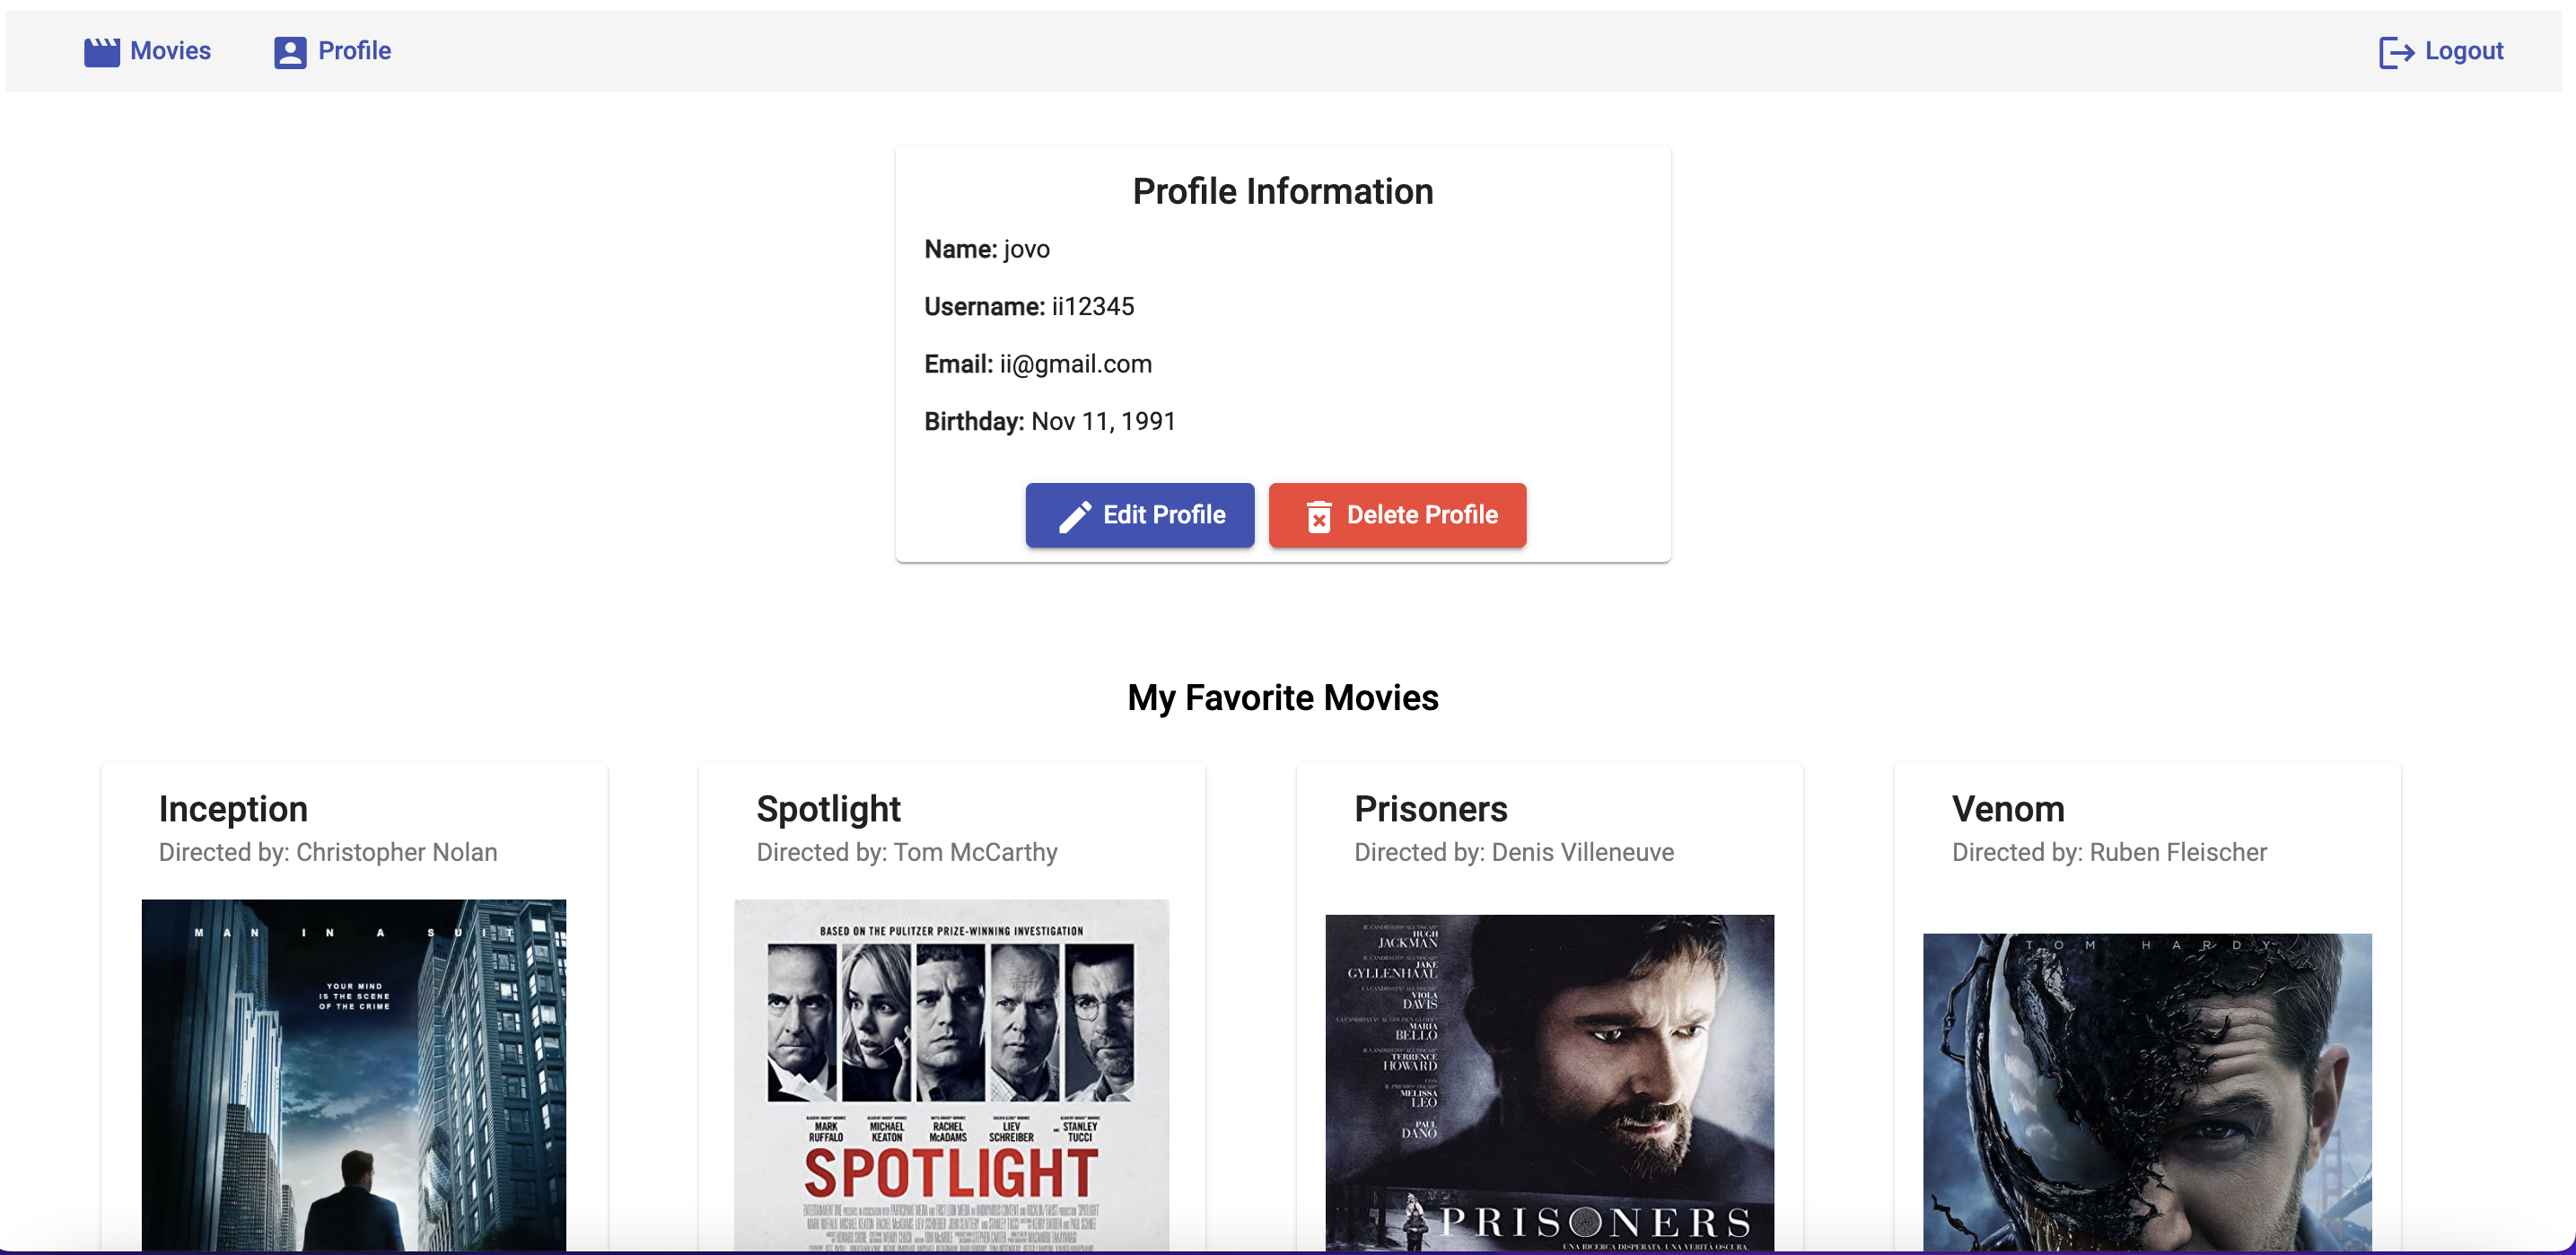 Movies
Profile
Logout
Profile Information
Name: jovo
Username: ii12345
Email: ii@gmail.com
Birthday: Nov 11, 1991
Edit Profile
Delete Profile
My Favorite Movies
Inception
Directed by: Christopher Nolan
MAN IN A SUIT
YOUR MIND
IS THE SCENE
OF THE CRIME
Spotlight
Directed by: Tom McCarthy
BASED ON THE PULITZER PRIZE-WINNING INVESTIGATION
MARK
RUFFALO
MICHAEL
KEATON
RACHEL
McADAMS
LIEV
SCHREIBER
AND STANLEY
TUCCI
SPOTLIGHT
Prisoners
Directed by: Denis Villeneuve
HUGH
JACKMAN
JAKE
GYLLENHAAL
VIOLA
DAVIS
MARIA
BELLO
TERRENCE
HOWARD
CON
MELISSA
LEO
PAUL
DANO
PRISONERS
UNA RICERCA DISPERATA. UNA VERITÀ OSCURA.
Venom
Directed by: Ruben Fleischer
TOM HARDY